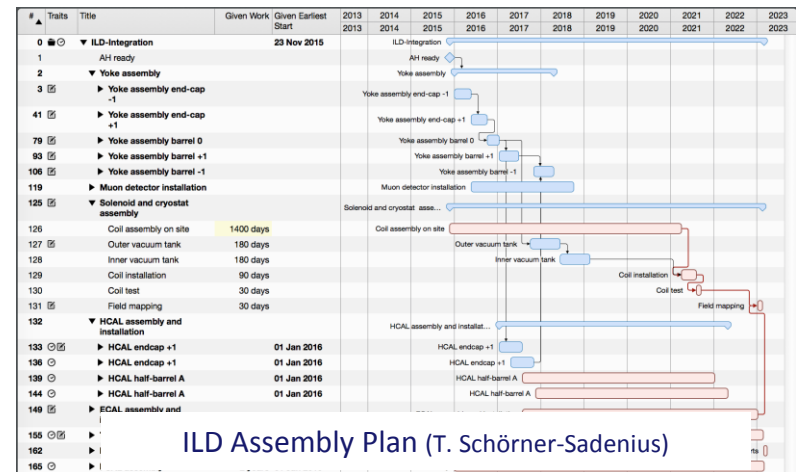 # Traits Title Given Work Given Earliest Start 2013 2014 2015 2016 2017 2018 2019 2020 2021 2022 2023
2013 2014 2015 2016 2017 2018 2019 2020 2021 2022 2023
0 ▼ ILD-Integration 23 Nov 2015 ILD-Integration
1 AH ready AH ready
2 ▼ Yoke assembly Yoke assembly
3 ▶ Yoke assembly end-cap -1 Yoke assembly end-cap -1
41 ▶ Yoke assembly end-cap +1 Yoke assembly end-cap +1
79 ▶ Yoke assembly barrel 0 Yoke assembly barrel 0
93 ▶ Yoke assembly barrel +1 Yoke assembly barrel +1
106 ▶ Yoke assembly barrel -1 Yoke assembly barrel -1
119 ▶ Muon detector installation Muon detector installation
125 ▼ Solenoid and cryostat assembly Solenoid and cryostat asse...
126 Coil assembly on site 1400 days Coil assembly on site
127 Outer vacuum tank 180 days Outer vacuum tank
128 Inner vacuum tank 180 days Inner vacuum tank
129 Coil installation 90 days Coil installation
130 Coil test 30 days Coil test
131 Field mapping 30 days Field mapping
132 ▼ HCAL assembly and installation HCAL assembly and installat...
133 ▶ HCAL endcap +1 01 Jan 2016 HCAL endcap +1
136 ▶ HCAL endcap +1 01 Jan 2016 HCAL endcap +1
139 ▶ HCAL half-barrel A 01 Jan 2016 HCAL half-barrel A
144 ▶ HCAL half-barrel A 01 Jan 2016 HCAL half-barrel A
149 ▶ ECAL assembly and
155
162
165
ILD Assembly Plan (T. Schörner-Sadenius)